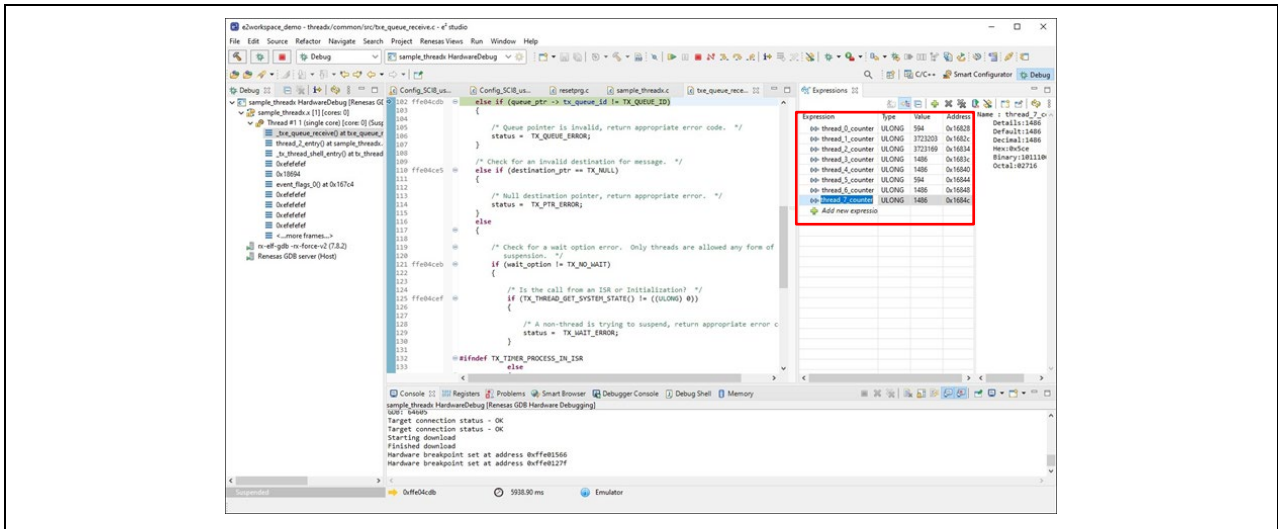 e2workspace_demo - threadx/common/src/txe_queue_receive.c - e² studio
File Edit Source Refactor Navigate Search Project Renesas Views Run Window Help
Debug
sample_threadx HardwareDebug
C/C++
Smart Configurator
Debug
Debug
sample_threadx HardwareDebug [Renesas GD
sample_threadx.x [1] [cores: 0]
Thread #1 1 (single core) [core: 0] (Susp
_txe_queue_receive() at txe_queue_r
thread_2_entry() at sample_threadx.
_tx_thread_shell_entry() at tx_thread
0xefefefef
0x18694
event_flags_0() at 0x167c4
0xefefefef
0xefefefef
0xefefefef
0xefefefef
<...more frames...>
rx-elf-gdb -rx-force-v2 (7.8.2)
Renesas GDB server (Host)
Config_SCI8_us...
Config_SCI8_us...
resetprg.c
sample_threadx.c
txe_queue_rece...
102 ffe04cdb else if (queue_ptr -> tx_queue_id != TX_QUEUE_ID)
103 {
104
105 /* Queue pointer is invalid, return appropriate error code. */
106 status = TX_QUEUE_ERROR;
107 }
108
109 /* Check for an invalid destination for message. */
110 ffe04ce5 else if (destination_ptr == TX_NULL)
111 {
112
113 /* Null destination pointer, return appropriate error. */
114 status = TX_PTR_ERROR;
115 }
116 else
117 {
118
119 /* Check for a wait option error. Only threads are allowed any form of
120 suspension. */
121 ffe04ceb if (wait_option != TX_NO_WAIT)
122 {
123
124 /* Is the call from an ISR or Initialization? */
125 ffe04cef if (TX_THREAD_GET_SYSTEM_STATE() != ((ULONG) 0))
126 {
127
128 /* A non-thread is trying to suspend, return appropriate error c
129 status = TX_WAIT_ERROR;
130 }
131
132 #ifndef TX_TIMER_PROCESS_IN_ISR
133 else
Expressions
Expression Type Value Address
thread_0_counter ULONG 594 0x16828
thread_1_counter ULONG 3723203 0x1682c
thread_2_counter ULONG 3723169 0x16834
thread_3_counter ULONG 1486 0x1683c
thread_4_counter ULONG 1486 0x16840
thread_5_counter ULONG 594 0x16844
thread_6_counter ULONG 1486 0x16848
thread_7_counter ULONG 1486 0x1684c
Add new expressio
Name : thread_7_co
Details:1486
Default:1486
Decimal:1486
Hex:0x5ce
Binary:1011100
Octal:02716
Console Registers Problems Smart Browser Debugger Console Debug Shell Memory
sample_threadx HardwareDebug [Renesas GDB Hardware Debugging]
GDB: 64605
Target connection status - OK
Target connection status - OK
Starting download
Finished download
Hardware breakpoint set at address 0xffe01566
Hardware breakpoint set at address 0xffe0127f
Suspended
0xffe04cdb
5938.90 ms
Emulator